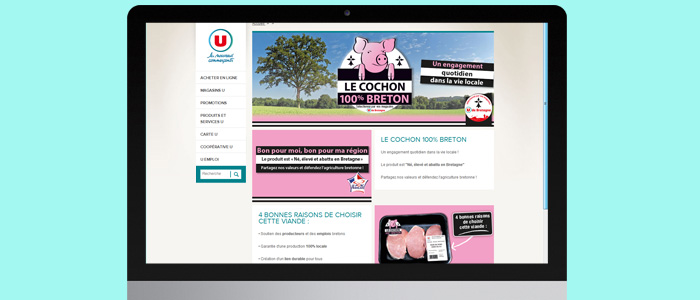 U
les nouveaux
commerçants
ACHETER EN LIGNE
MAGASINS U
PROMOTIONS
PRODUITS ET
SERVICES U
CARTE U
COOPÉRATIVE U
U EMPLOI
Recherche
LE COCHON
100% BRETON
Un engagement
quotidien
dans la vie locale
Bon pour moi, bon pour ma région
Le produit est « Né, élevé et abattu en Bretagne »
Partagez nos valeurs et défendez l'agriculture bretonne !
LE COCHON 100% BRETON
Un engagement quotidien dans la vie locale !
Le produit est "Né, élevé et abattu en Bretagne"
Partagez nos valeurs et défendez l'agriculture bretonne !
4 BONNES RAISONS DE CHOISIR
CETTE VIANDE :
• Soutien des producteurs et des emplois bretons
• Garantie d'une production 100% locale
• Création d'un lien durable pour tous
4 bonnes raisons
de choisir
cette viande :